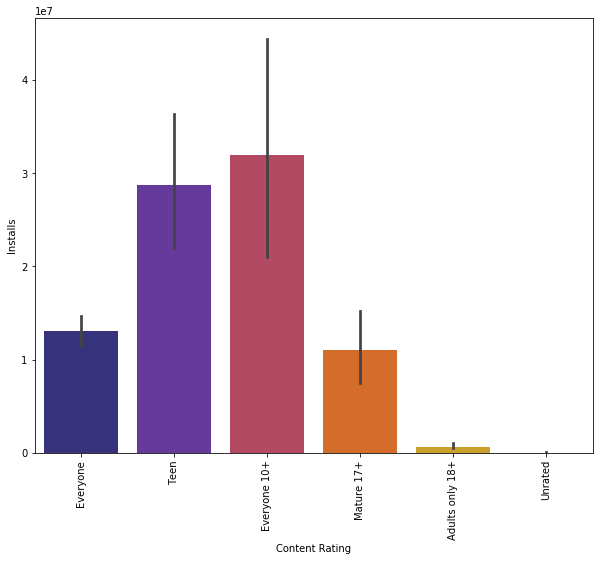 1e7
4
3
2
1
0
Installs
Everyone
Teen
Everyone 10+
Mature 17+
Adults only 18+
Unrated
Content Rating